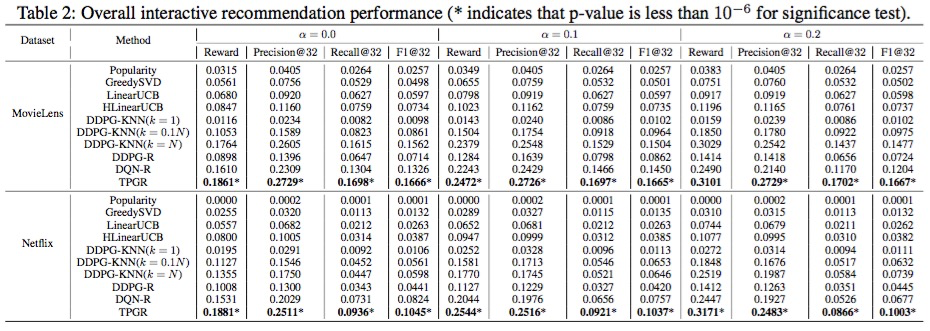 Table 2: Overall interactive recommendation performance (* indicates that p-value is less than 10−6 for significance test).
Dataset Method α = 0.0 α = 0.1 α = 0.2
Reward Precision@32 Recall@32 F1@32 Reward Precision@32 Recall@32 F1@32 Reward Precision@32 Recall@32 F1@32
MovieLens
Popularity 0.0315 0.0405 0.0264 0.0257 0.0349 0.0405 0.0264 0.0257 0.0383 0.0405 0.0264 0.0257
GreedySVD 0.0561 0.0756 0.0529 0.0498 0.0655 0.0759 0.0532 0.0501 0.0751 0.0760 0.0532 0.0502
LinearUCB 0.0680 0.0920 0.0627 0.0597 0.0798 0.0919 0.0627 0.0597 0.0917 0.0919 0.0627 0.0598
HLinearUCB 0.0847 0.1160 0.0759 0.0734 0.1023 0.1162 0.0759 0.0735 0.1196 0.1165 0.0761 0.0737
DDPG-KNN(k = 1) 0.0116 0.0234 0.0082 0.0098 0.0143 0.0240 0.0086 0.0102 0.0159 0.0239 0.0086 0.0102
DDPG-KNN(k = 0.1N) 0.1053 0.1589 0.0823 0.0861 0.1504 0.1754 0.0918 0.0964 0.1850 0.1780 0.0922 0.0975
DDPG-KNN(k = N) 0.1764 0.2605 0.1615 0.1562 0.2379 0.2548 0.1529 0.1504 0.3029 0.2542 0.1437 0.1477
DDPG-R 0.0898 0.1396 0.0647 0.0714 0.1284 0.1639 0.0798 0.0862 0.1414 0.1418 0.0656 0.0724
DQN-R 0.1610 0.2309 0.1304 0.1326 0.2243 0.2429 0.1466 0.1450 0.2490 0.2140 0.1170 0.1204
TPGR 0.1861* 0.2729* 0.1698* 0.1666* 0.2472* 0.2726* 0.1697* 0.1665* 0.3101 0.2729* 0.1702* 0.1667*
Netflix
Popularity 0.0000 0.0002 0.0001 0.0001 0.0000 0.0002 0.0001 0.0001 0.0000 0.0002 0.0001 0.0001
GreedySVD 0.0255 0.0320 0.0113 0.0132 0.0289 0.0327 0.0115 0.0135 0.0310 0.0315 0.0113 0.0132
LinearUCB 0.0557 0.0682 0.0212 0.0263 0.0652 0.0681 0.0212 0.0263 0.0744 0.0679 0.0211 0.0262
HLinearUCB 0.0800 0.1005 0.0314 0.0387 0.0947 0.0999 0.0312 0.0385 0.1077 0.0995 0.0310 0.0382
DDPG-KNN(k = 1) 0.0195 0.0291 0.0092 0.0106 0.0252 0.0328 0.0096 0.0113 0.0272 0.0314 0.0094 0.0111
DDPG-KNN(k = 0.1N) 0.1127 0.1546 0.0452 0.0561 0.1581 0.1713 0.0546 0.0653 0.1848 0.1676 0.0517 0.0632
DDPG-KNN(k = N) 0.1355 0.1750 0.0447 0.0598 0.1770 0.1745 0.0521 0.0646 0.2519 0.1987 0.0584 0.0739
DDPG-R 0.1008 0.1300 0.0343 0.0441 0.1127 0.1229 0.0327 0.0420 0.1412 0.1263 0.0351 0.0445
DQN-R 0.1531 0.2029 0.0731 0.0824 0.2044 0.1976 0.0656 0.0757 0.2447 0.1927 0.0526 0.0677
TPGR 0.1881* 0.2511* 0.0936* 0.1045* 0.2544* 0.2516* 0.0921* 0.1037* 0.3171* 0.2483* 0.0866* 0.1003*